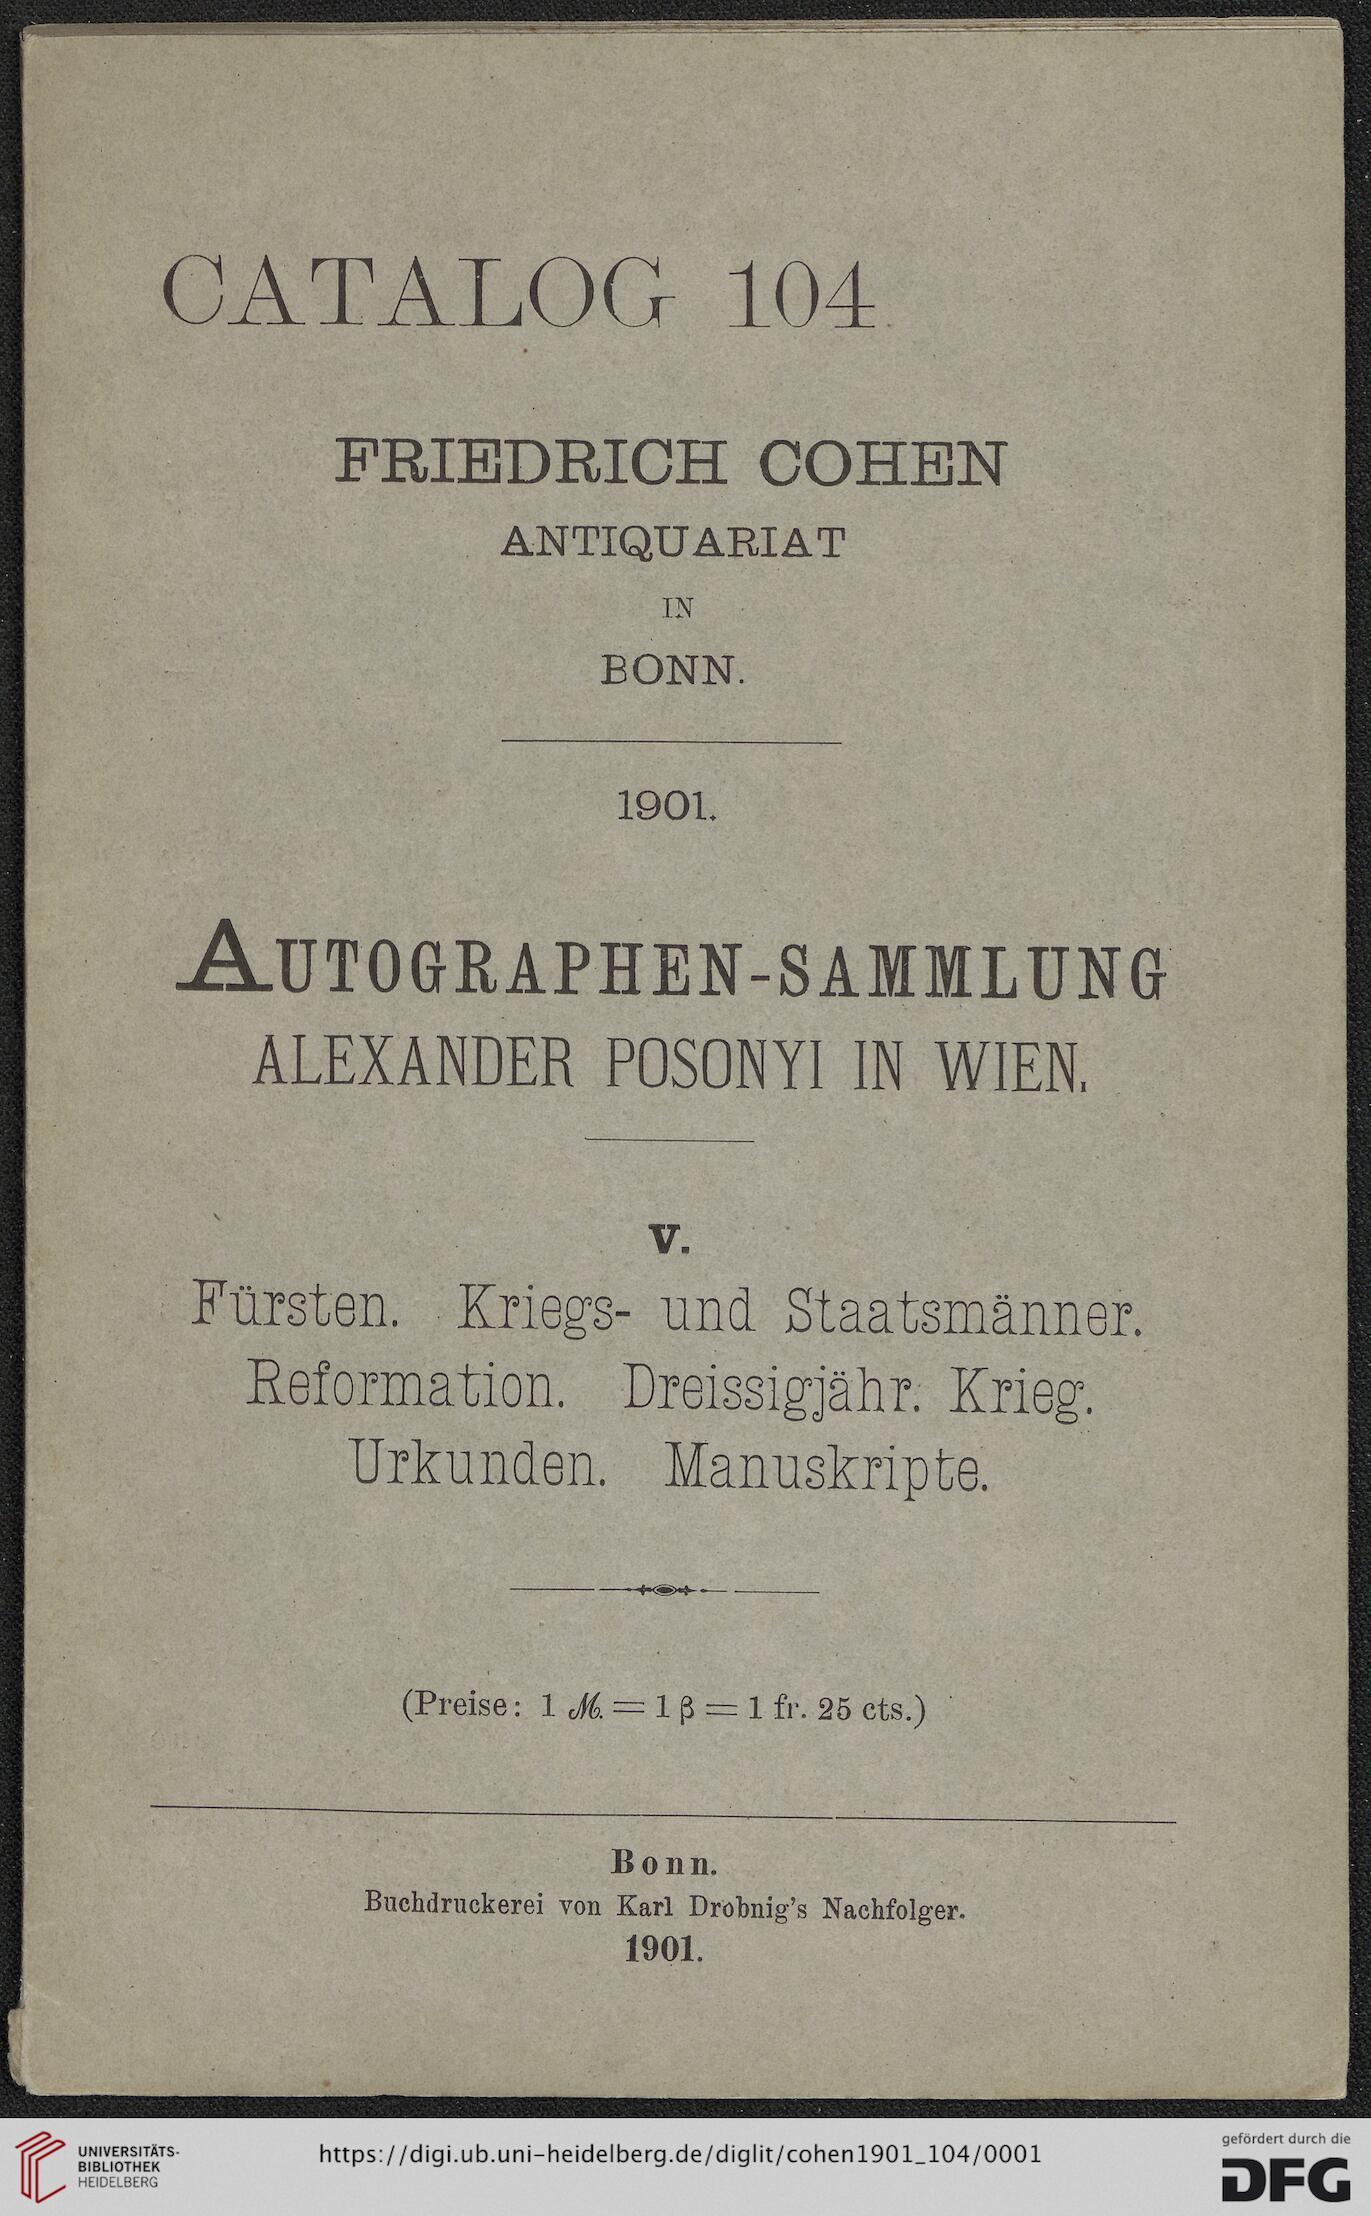 CATALOG 104
FRIEDRICH COHEN
ANTIQUARIAT
IN
BONN.
1901.
AUTOGRAPHEN-SAMMLUNG
ALEXANDER POSONYI IN WIEN.
V.
Fürsten. Kriegs- und Staatsmänner.
Reformation. Dreissigjähr. Krieg.
Urkunden. Manuskripte.
(Preise: 1 ℳ. = 1 β = 1 fr. 25 cts.)
Bonn.
Buchdruckerei von Karl Drobnig's Nachfolger.
1901.
UNIVERSITÄTS-
BIBLIOTHEK
HEIDELBERG
https://digi.ub.uni-heidelberg.de/diglit/cohen1901_104/0001
gefördert durch die
DFG